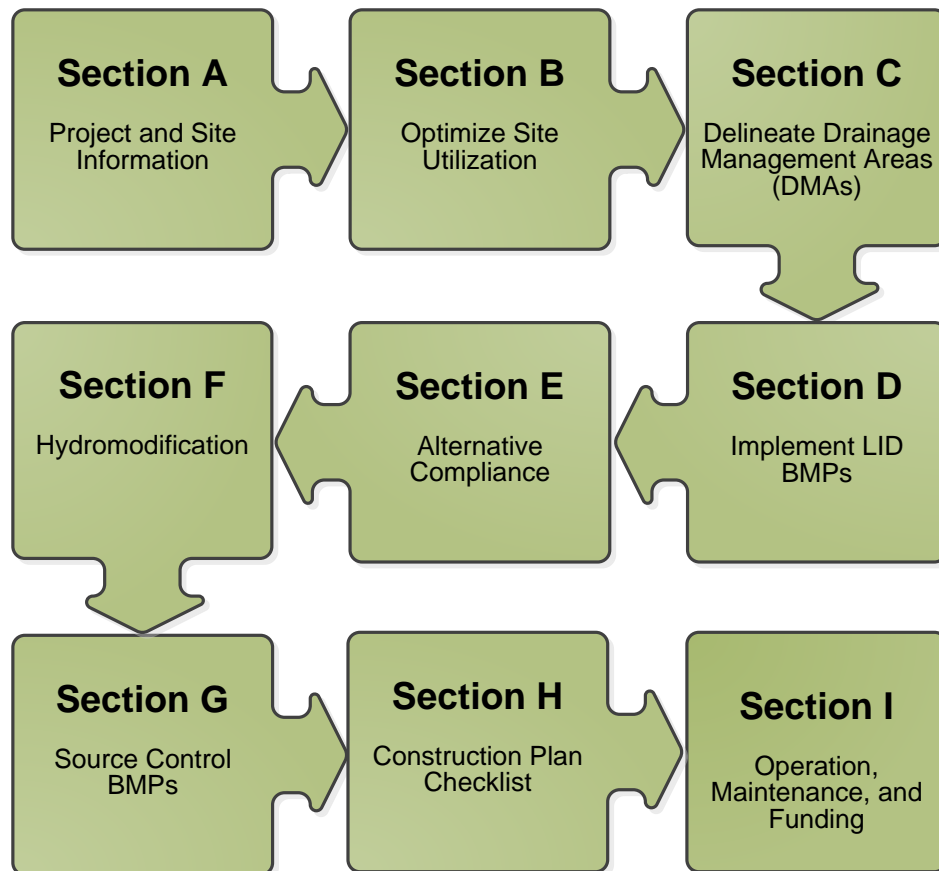 Section A
Project and Site
Information
Section B
Optimize Site
Utilization
Section C
Delineate Drainage
Management Areas
(DMAs)
Section D
Implement LID
BMPs
Section E
Alternative
Compliance
Section F
Hydromodification
Section G
Source Control
BMPs
Section H
Construction Plan
Checklist
Section I
Operation,
Maintenance, and
Funding